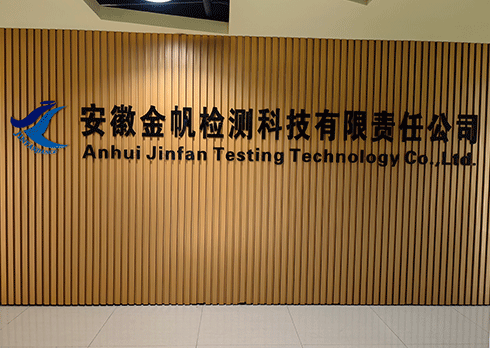 安徽金帆检测科技有限责任公司
Anhui Jinfan Testing Technology Co.,Ltd.